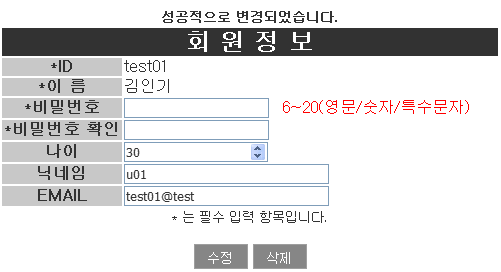 성공적으로 변경되었습니다.
회 원 정 보
*ID test01
*이 름 김인기
*비밀번호 6~20(영문/숫자/특수문자)
*비밀번호 확인
나이 30
닉네임 u01
EMAIL test01@test
* 는 필수 입력 항목입니다.
수정 삭제